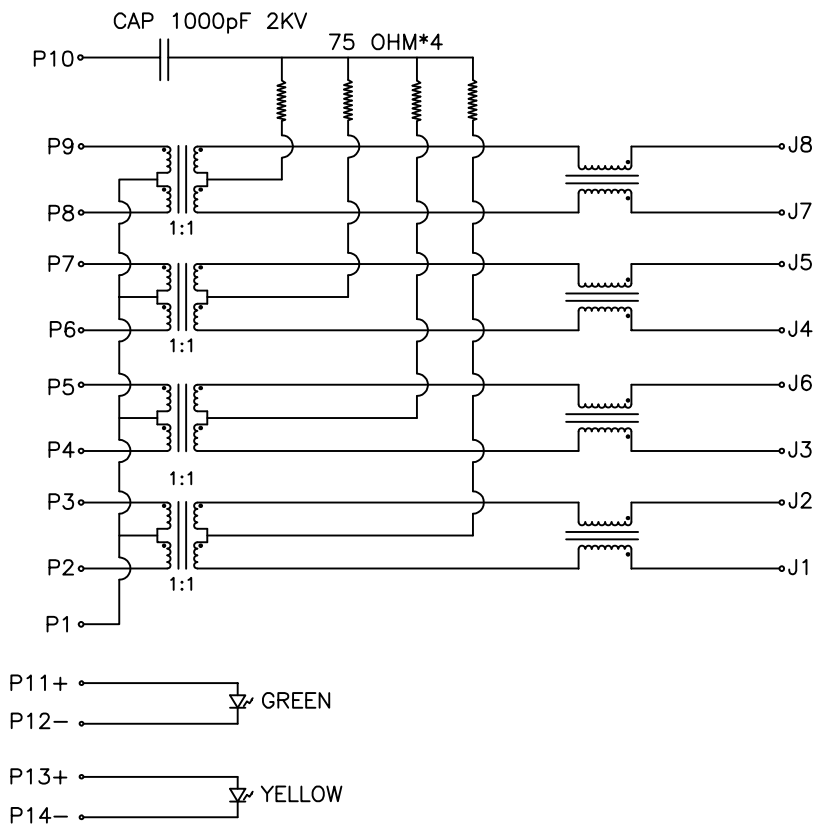 CAP 1000pF 2KV
75 OHM*4
P10
P9
J8
P8
J7
1:1
P7
J5
P6
J4
1:1
P5
J6
P4
J3
1:1
P3
J2
P2
J1
1:1
P1
P11+
GREEN
P12-
P13+
YELLOW
P14-